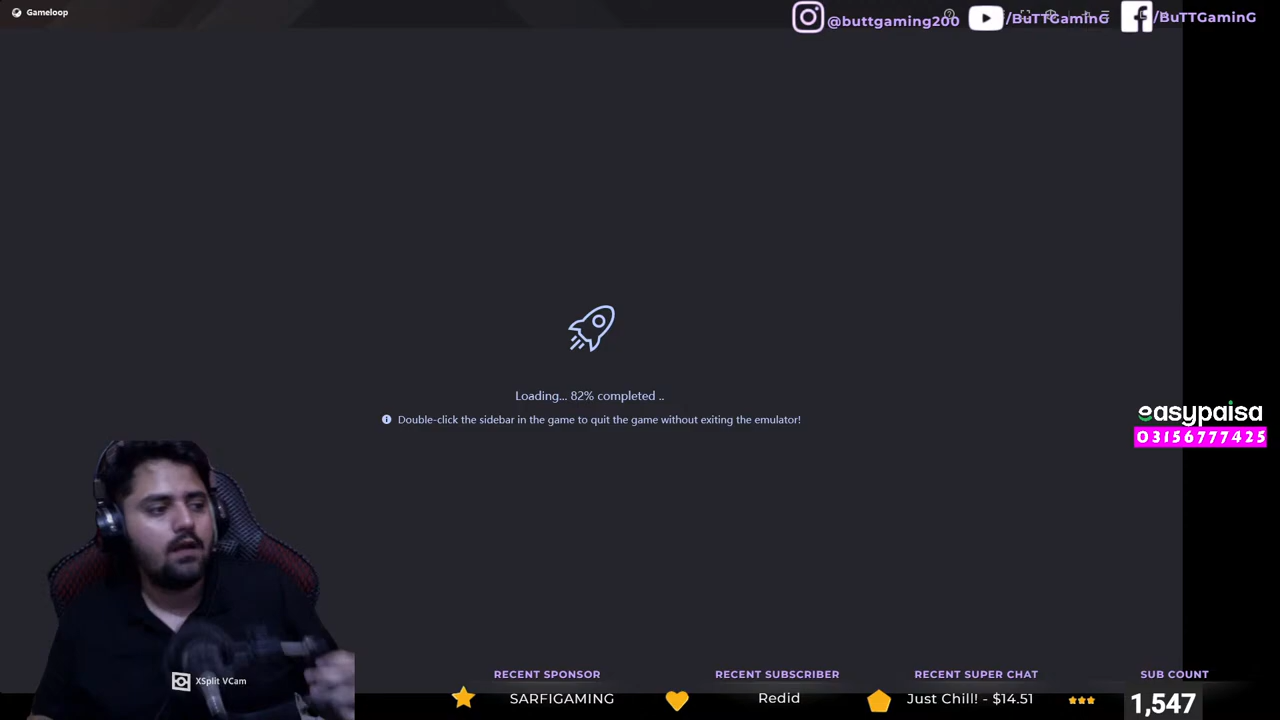 Gameloop
@buttgaming200
/BuTTGaminG
/BuTTGaminG
Loading... 82% completed ..
Double-click the sidebar in the game to quit the game without exiting the emulator!
easypaisa
03156777425
XSplit VCam
RECENT SPONSOR
SARFIGAMING
RECENT SUBSCRIBER
Redid
RECENT SUPER CHAT
Just Chill! - $14.51
SUB COUNT
1,547